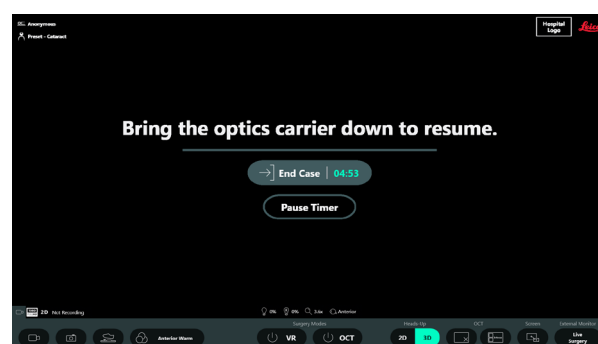 Anonymous
Preset - Cataract
Hospital
Logo
Leica
Bring the optics carrier down to resume.
End Case | 04:53
Pause Timer
2D Not Recording
0% 0% 3.6x Anterior
Surgery Modes Heads-Up OCT Screen External Monitor
Anterior Warm VR OCT 2D 3D Live
Surgery